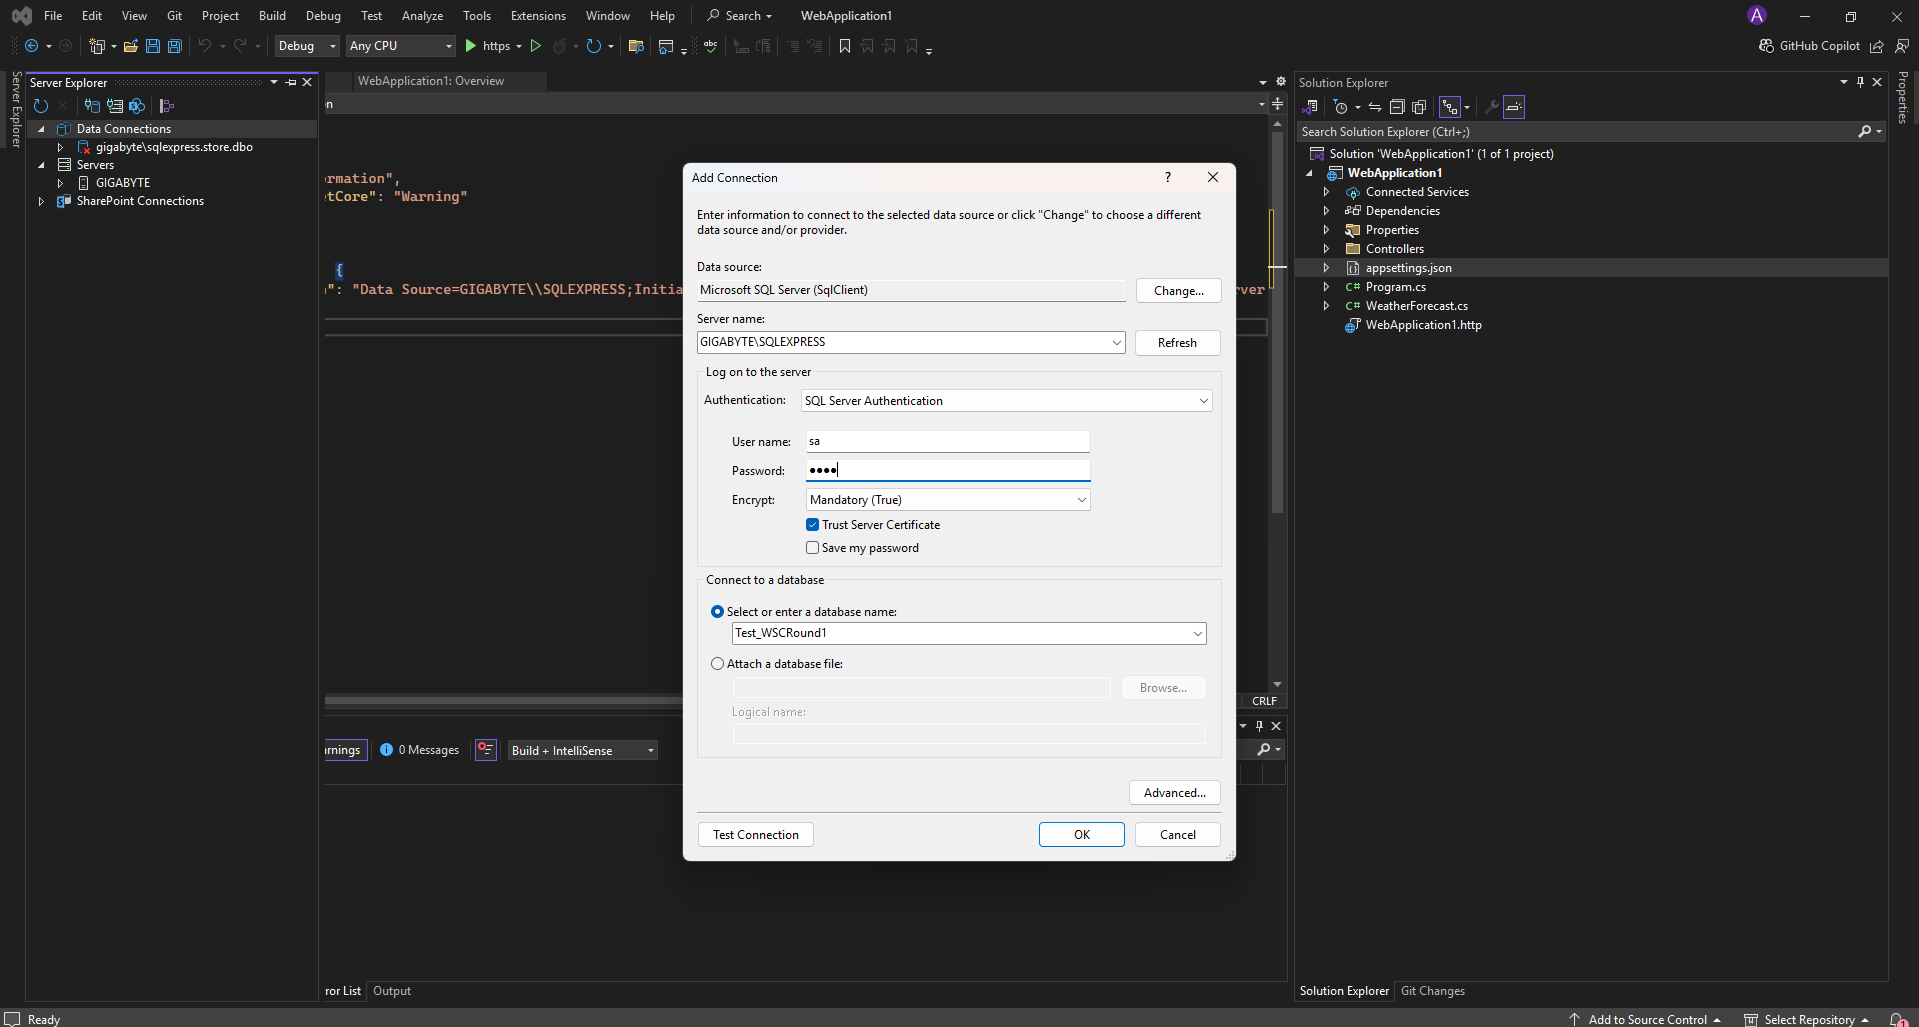 File Edit View Git Project Build Debug Test Analyze Tools Extensions Window Help Search WebApplication1 A
Debug Any CPU https abc GitHub Copilot
Server Explorer
Server Explorer
Data Connections
gigabyte\sqlexpress.store.dbo
Servers
GIGABYTE
SharePoint Connections
WebApplication1: Overview
on
ormation",
etCore": "Warning"
{
": "Data Source=GIGABYTE\\SQLEXPRESS;Initia
rver
CRLF
Add Connection ?
Enter information to connect to the selected data source or click "Change" to choose a different
data source and/or provider.
Data source:
Microsoft SQL Server (SqlClient) Change...
Server name:
GIGABYTE\SQLEXPRESS Refresh
Log on to the server
Authentication: SQL Server Authentication
User name: sa
Password: ●●●●
Encrypt: Mandatory (True)
Trust Server Certificate
Save my password
Connect to a database
Select or enter a database name:
Test_WSCRound1
Attach a database file:
Browse...
Logical name:
Advanced...
Test Connection OK Cancel
rnings 0 Messages Build + IntelliSense
ror List Output
Solution Explorer
Search Solution Explorer (Ctrl+;)
Solution 'WebApplication1' (1 of 1 project)
WebApplication1
Connected Services
Dependencies
Properties
Controllers
appsettings.json
C# Program.cs
C# WeatherForecast.cs
WebApplication1.http
Solution Explorer Git Changes
Properties
Ready Add to Source Control Select Repository 1